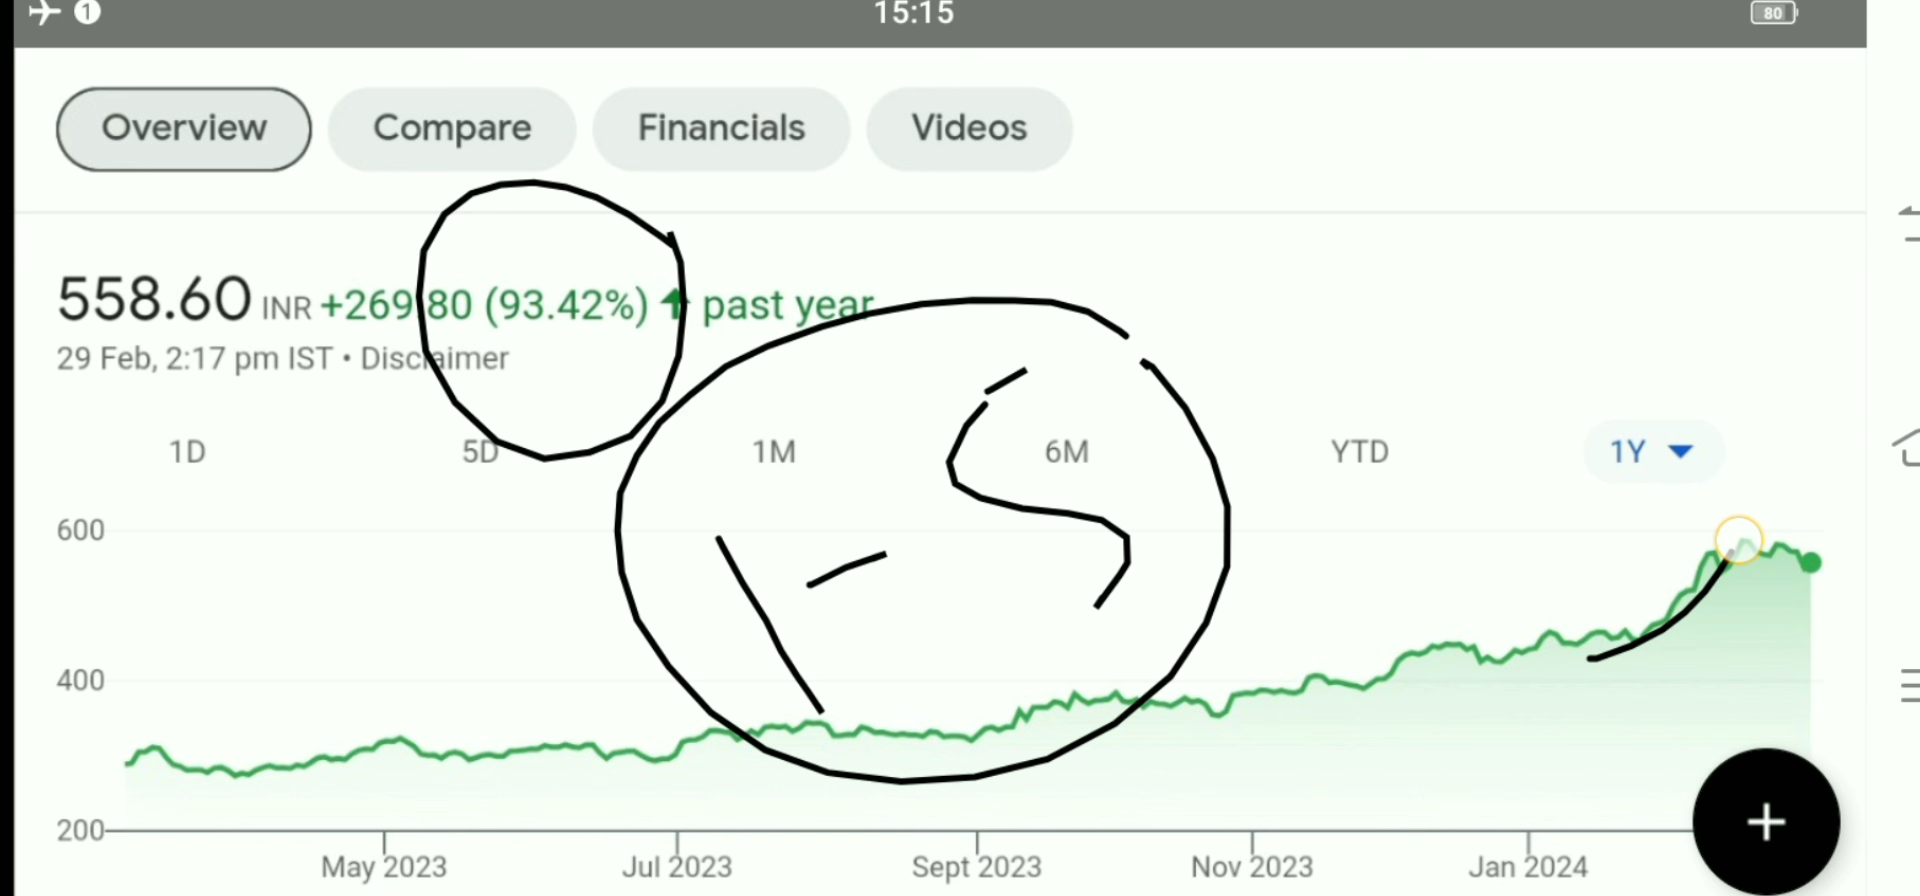 1
15:15
80
Overview Compare Financials Videos
558.60 INR +269.80 (93.42%) ↑ past year
29 Feb, 2:17 pm IST • Disclaimer
1D 5D 1M 6M YTD 1Y
600
400
200
May 2023 Jul 2023 Sept 2023 Nov 2023 Jan 2024
+